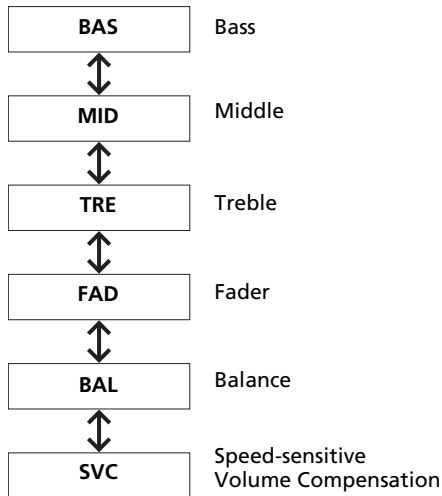 BAS Bass
MID Middle
TRE Treble
FAD Fader
BAL Balance
SVC Speed-sensitive
Volume Compensation